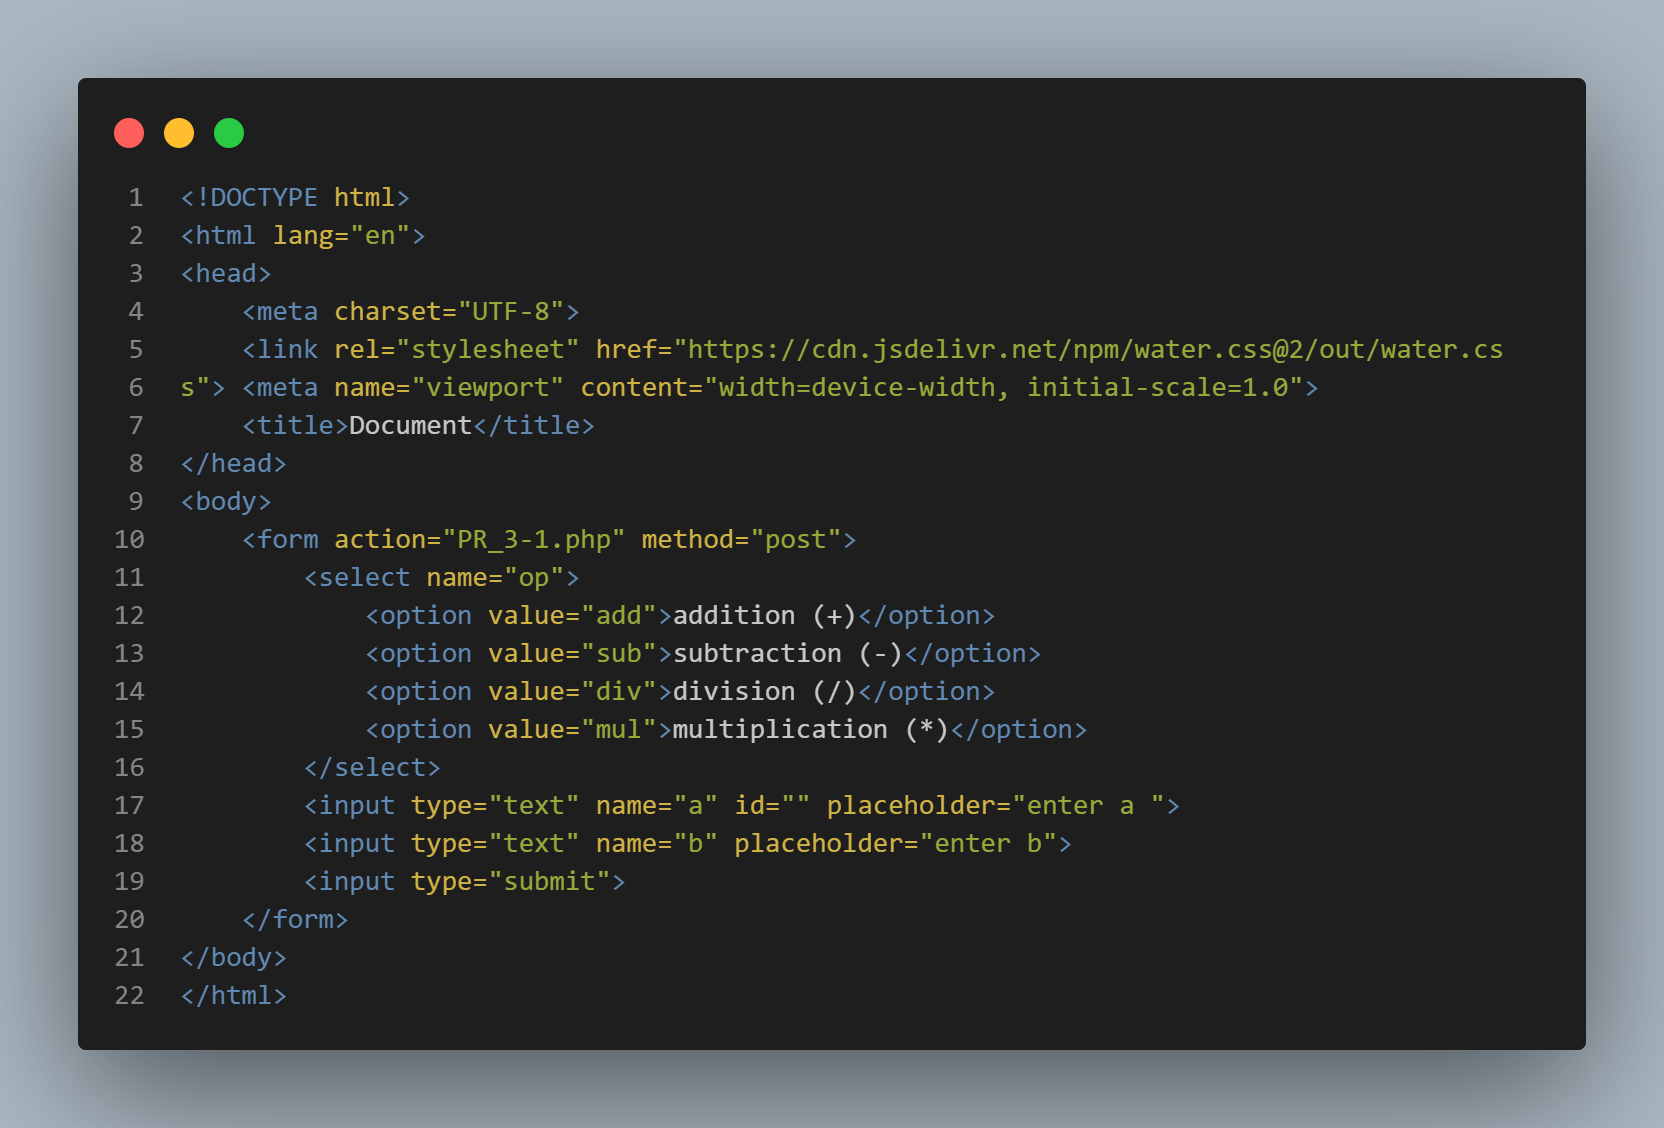 1 <!DOCTYPE html>
2 <html lang="en">
3 <head>
4     <meta charset="UTF-8">
5     <link rel="stylesheet" href="https://cdn.jsdelivr.net/npm/water.css@2/out/water.cs
6 s"> <meta name="viewport" content="width=device-width, initial-scale=1.0">
7     <title>Document</title>
8 </head>
9 <body>
10     <form action="PR_3-1.php" method="post">
11         <select name="op">
12             <option value="add">addition (+)</option>
13             <option value="sub">subtraction (-)</option>
14             <option value="div">division (/)</option>
15             <option value="mul">multiplication (*)</option>
16         </select>
17         <input type="text" name="a" id="" placeholder="enter a ">
18         <input type="text" name="b" placeholder="enter b">
19         <input type="submit">
20     </form>
21 </body>
22 </html>